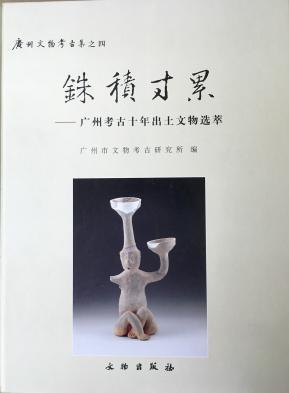 廣州文物考古集之四
銖積寸累
——广州考古十年出土文物选萃
广州市文物考古研究所 编
文物出版社